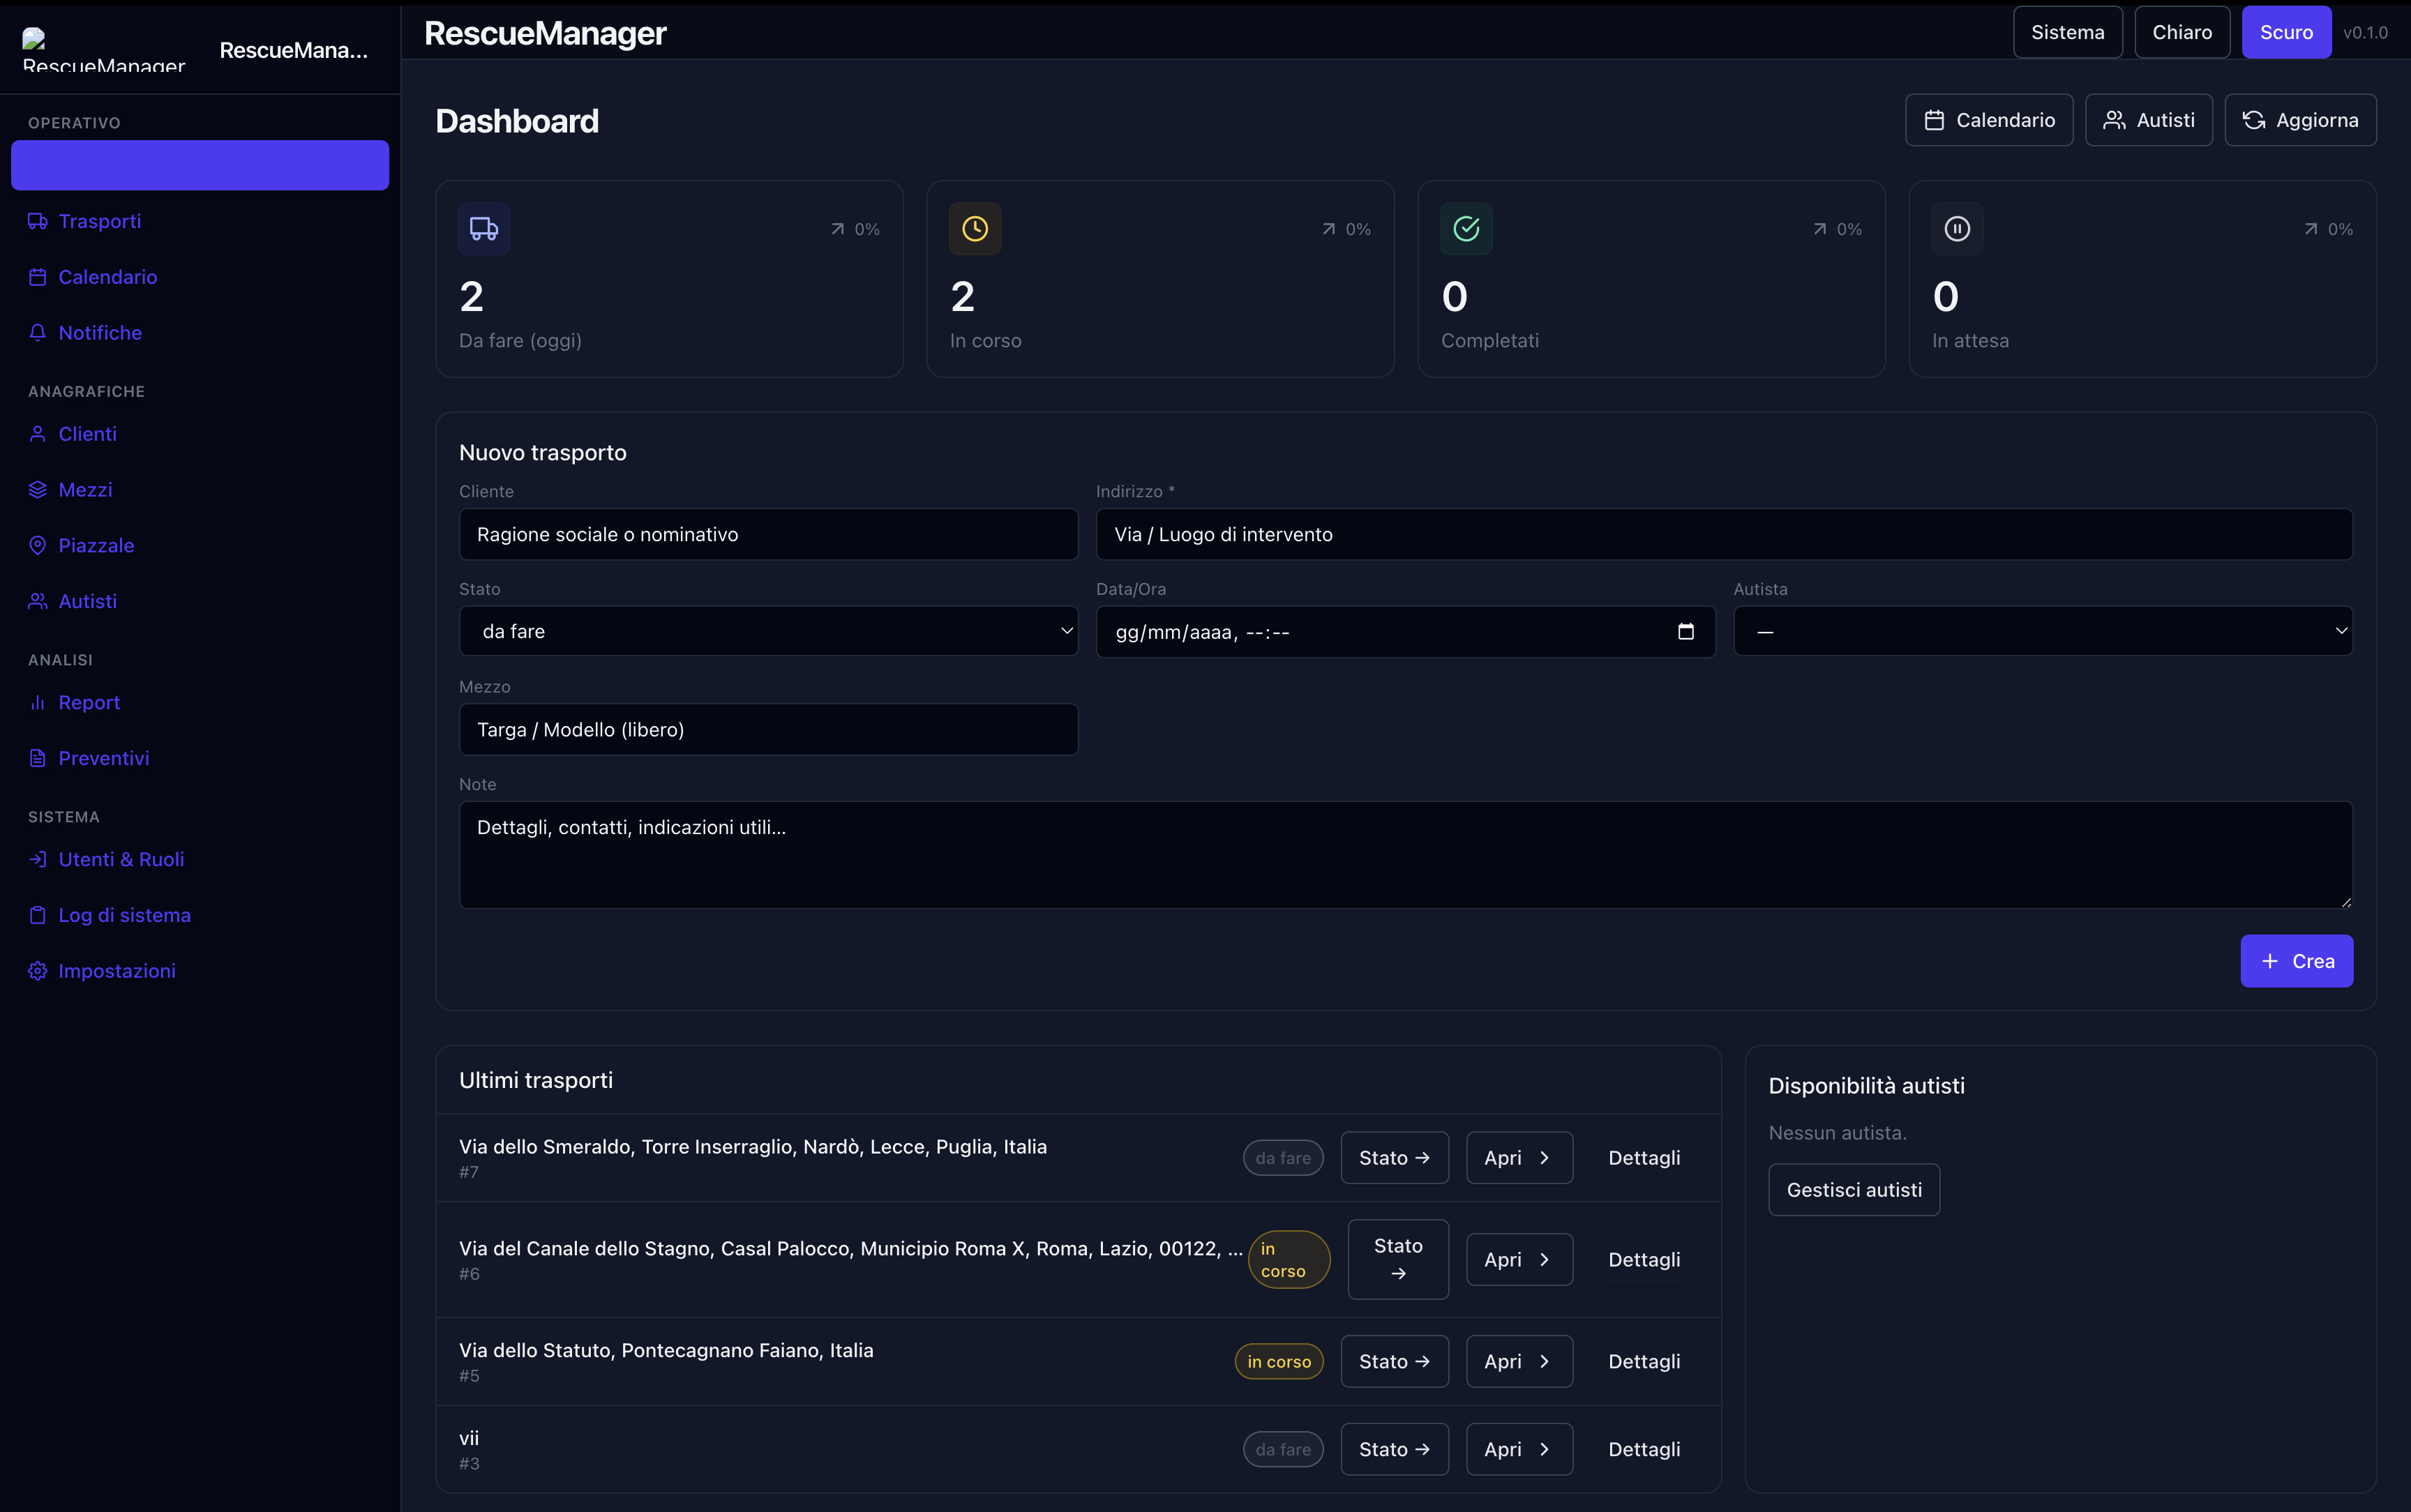 RescueManager
RescueMana...
RescueManager
Sistema
Chiaro
Scuro
v0.1.0
OPERATIVO
Trasporti
Calendario
Notifiche
ANAGRAFICHE
Clienti
Mezzi
Piazzale
Autisti
ANALISI
Report
Preventivi
SISTEMA
Utenti & Ruoli
Log di sistema
Impostazioni
Dashboard
Calendario
Autisti
Aggiorna
0%
2
Da fare (oggi)
0%
2
In corso
0%
0
Completati
0%
0
In attesa
Nuovo trasporto
Cliente
Ragione sociale o nominativo
Indirizzo *
Via / Luogo di intervento
Stato
da fare
Data/Ora
gg/mm/aaaa, --:--
Autista
—
Mezzo
Targa / Modello (libero)
Note
Dettagli, contatti, indicazioni utili...
Crea
Ultimi trasporti
Via dello Smeraldo, Torre Inserraglio, Nardò, Lecce, Puglia, Italia
#7
da fare
Stato →
Apri
Dettagli
Via del Canale dello Stagno, Casal Palocco, Municipio Roma X, Roma, Lazio, 00122, ...
#6
in
corso
Stato
→
Apri
Dettagli
Via dello Statuto, Pontecagnano Faiano, Italia
#5
in corso
Stato →
Apri
Dettagli
vii
#3
da fare
Stato →
Apri
Dettagli
Disponibilità autisti
Nessun autista.
Gestisci autisti